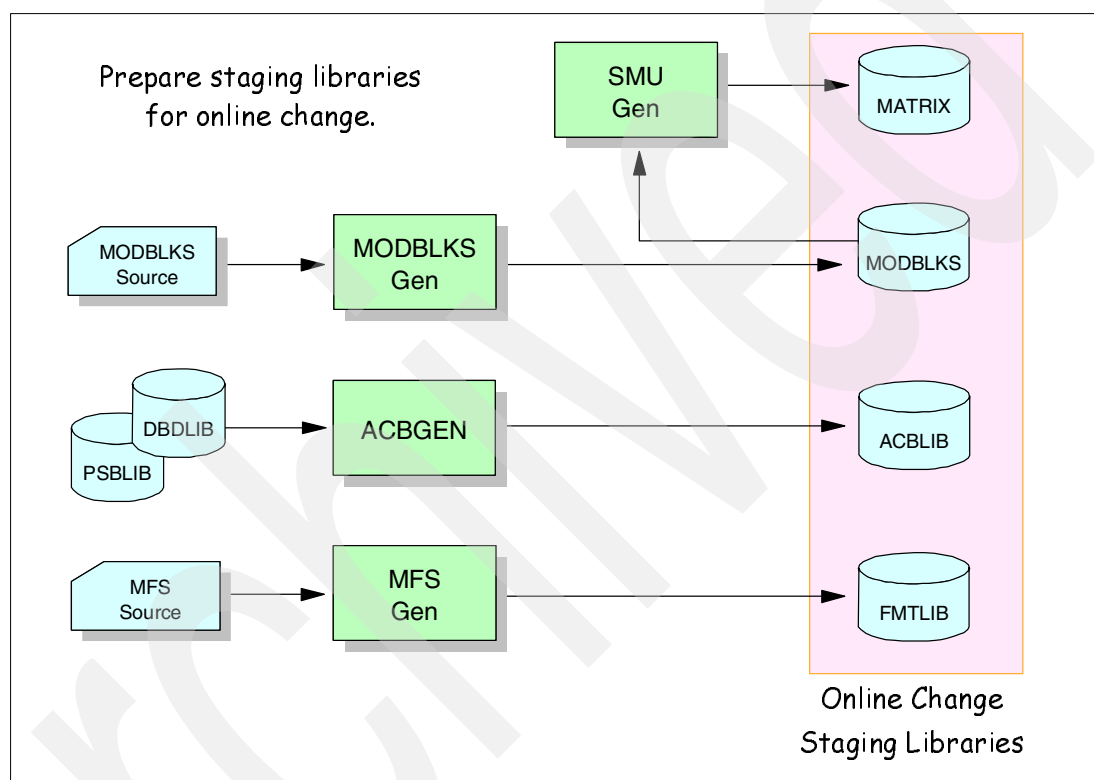 Prepare staging libraries
for online change.
SMU
Gen
MATRIX
MODBLKS
Source
MODBLKS
Gen
MODBLKS
DBDLIB
PSBLIB
ACBGEN
ACBLIB
MFS
Source
MFS
Gen
FMTLIB
Online Change
Staging Libraries